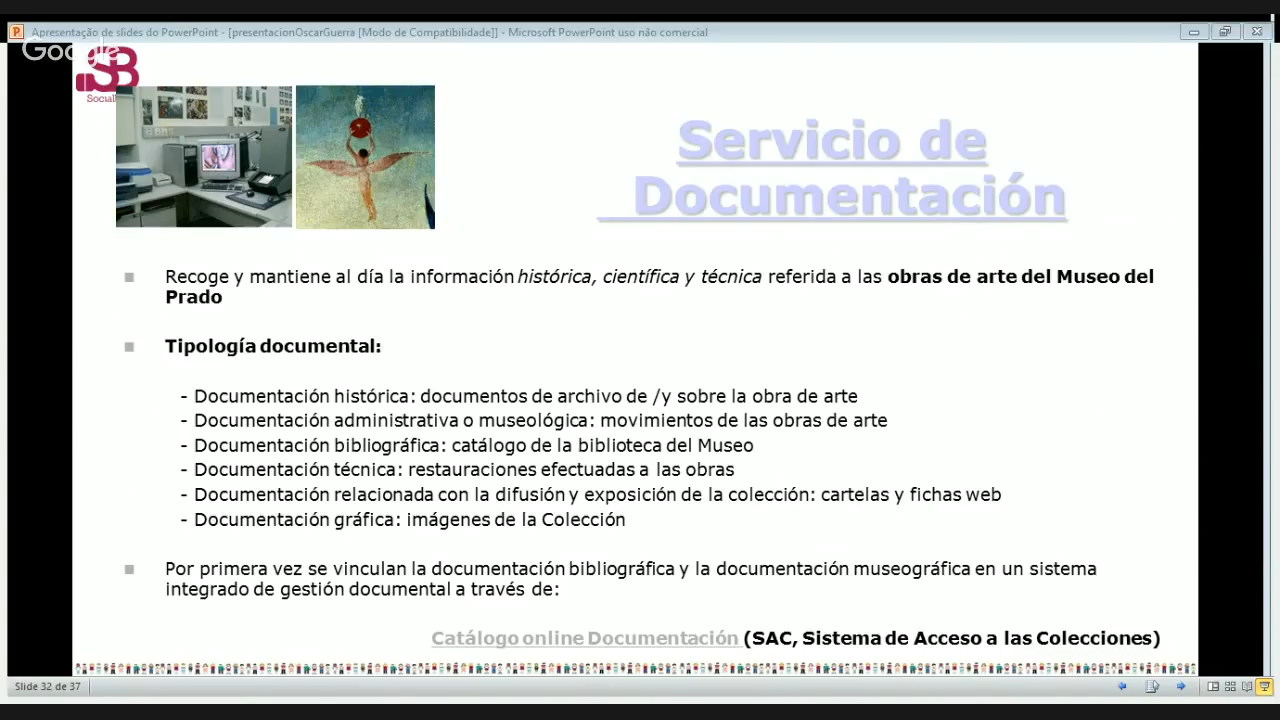 Apresentação de slides do PowerPoint - [presentacionOscarGuerra [Modo de Compatibilidade]] - Microsoft PowerPoint uso não comercial
Google
SB
Social
Servicio de
Documentación
Recoge y mantiene al día la información histórica, científica y técnica referida a las obras de arte del Museo del
Prado
Tipología documental:
- Documentación histórica: documentos de archivo de /y sobre la obra de arte
- Documentación administrativa o museológica: movimientos de las obras de arte
- Documentación bibliográfica: catálogo de la biblioteca del Museo
- Documentación técnica: restauraciones efectuadas a las obras
- Documentación relacionada con la difusión y exposición de la colección: cartelas y fichas web
- Documentación gráfica: imágenes de la Colección
Por primera vez se vinculan la documentación bibliográfica y la documentación museográfica en un sistema
integrado de gestión documental a través de:
Catálogo online Documentación (SAC, Sistema de Acceso a las Colecciones)
Slide 32 de 37